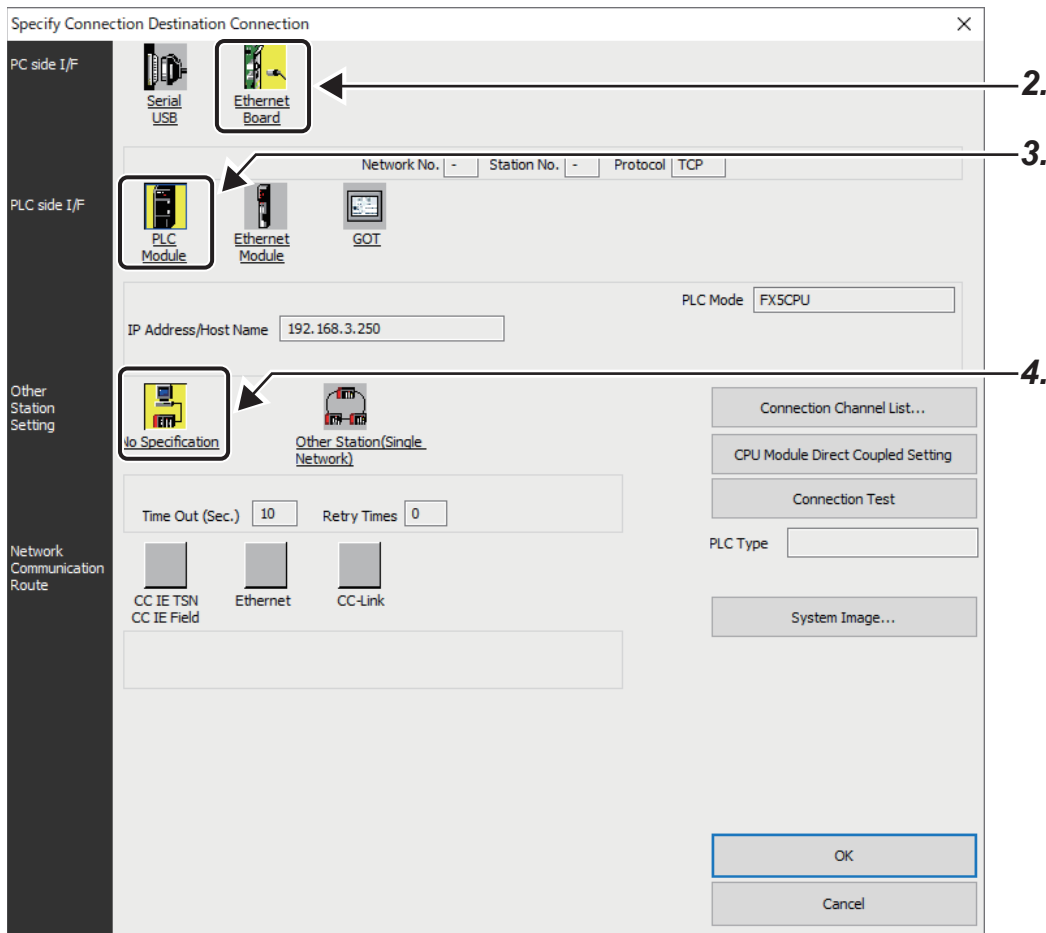 Specify Connection Destination Connection
PC side I/F
Serial
USB
Ethernet
Board
2.
3.
Network No. - Station No. - Protocol TCP
PLC side I/F
PLC
Module
Ethernet
Module
GOT
PLC Mode FX5CPU
IP Address/Host Name 192.168.3.250
4.
Other
Station
Setting
No Specification
Other Station(Single
Network)
Connection Channel List...
CPU Module Direct Coupled Setting
Connection Test
Time Out (Sec.) 10 Retry Times 0
PLC Type
Network
Communication
Route
CC IE TSN
CC IE Field
Ethernet
CC-Link
System Image...
OK
Cancel